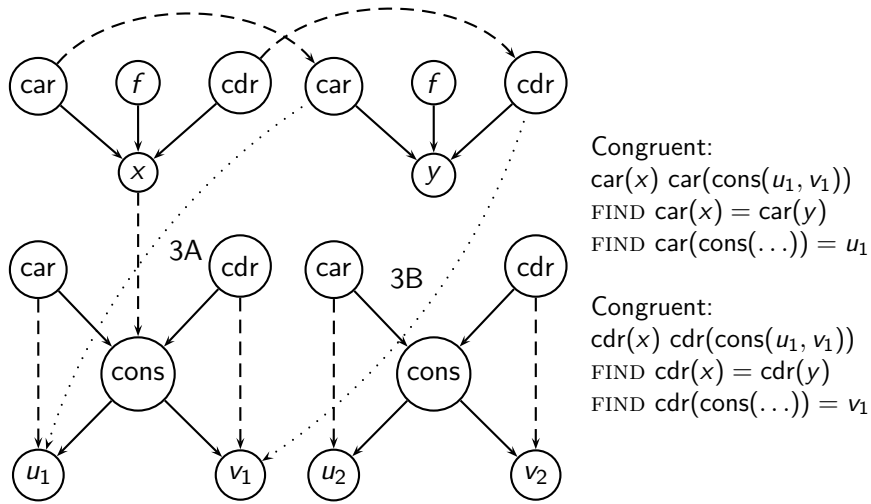 car f cdr car f cdr
x y
Congruent:
car(x) car(cons(u₁, v₁))
FIND car(x) = car(y)
FIND car(cons(...)) = u₁
car 3A cdr car 3B cdr
Congruent:
cdr(x) cdr(cons(u₁, v₁))
FIND cdr(x) = cdr(y)
FIND cdr(cons(...)) = v₁
cons cons
u₁ v₁ u₂ v₂